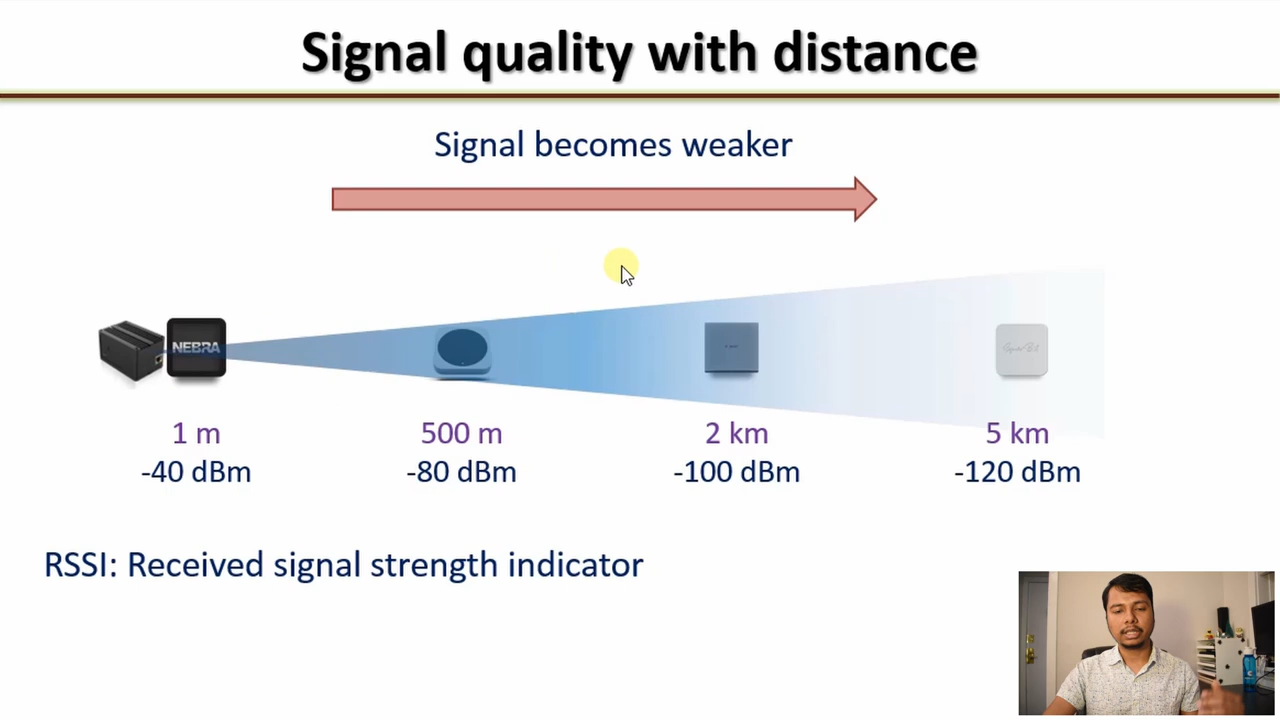 Signal quality with distance
Signal becomes weaker
NEBRA
1 m
500 m
2 km
5 km
-40 dBm
-80 dBm
-100 dBm
-120 dBm
RSSI: Received signal strength indicator